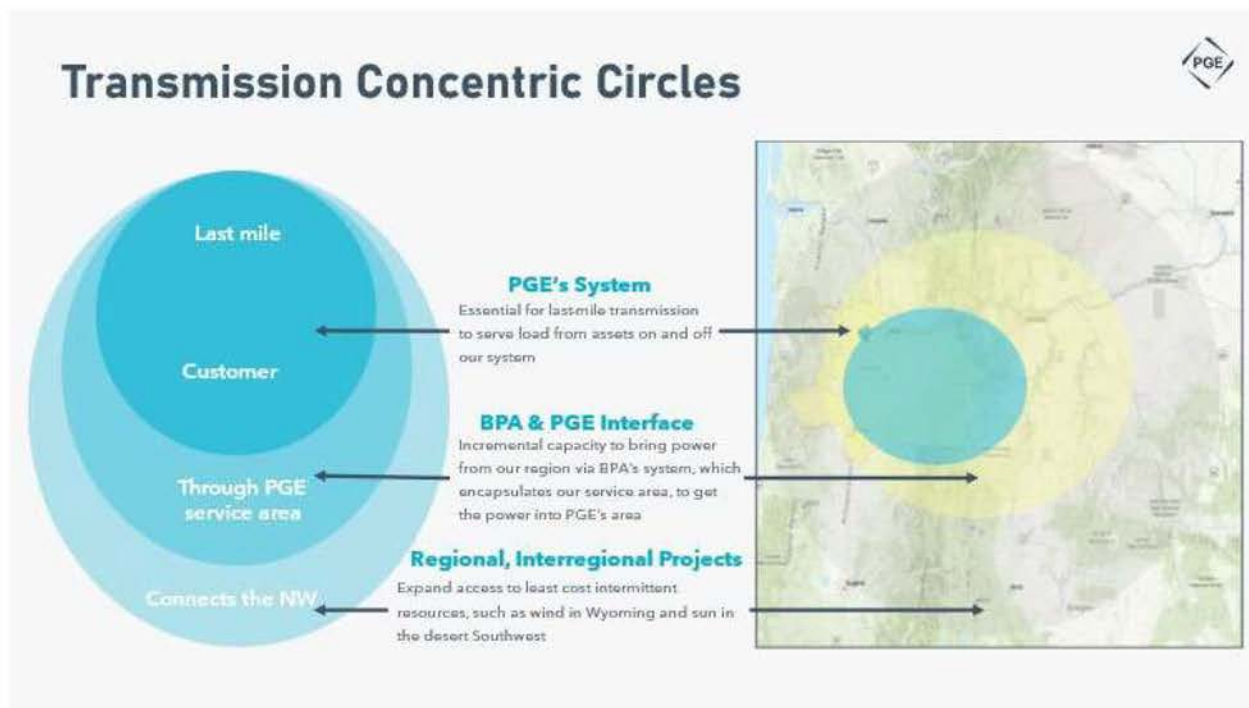 Transmission Concentric Circles
PGE
Last mile
Customer
Through PGE
service area
Connects the NW
PGE's System
Essential for last-mile transmission
to serve load from assets on and off
our system
BPA & PGE Interface
Incremental capacity to bring power
from our region via BPA's system, which
encapsulates our service area, to get
the power into PGE's area
Regional, Interregional Projects
Expand access to least cost intermittent
resources, such as wind in Wyoming and sun in
the desert Southwest